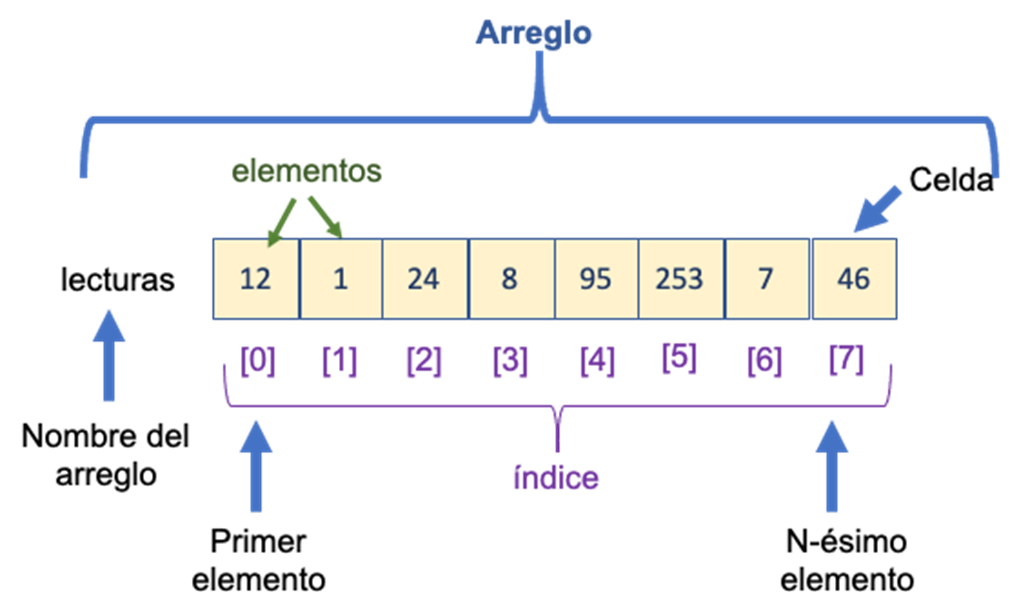 Arreglo
elementos
Celda
lecturas
12 1 24 8 95 253 7 46
[0] [1] [2] [3] [4] [5] [6] [7]
Nombre del
arreglo
índice
Primer
elemento
N-ésimo
elemento